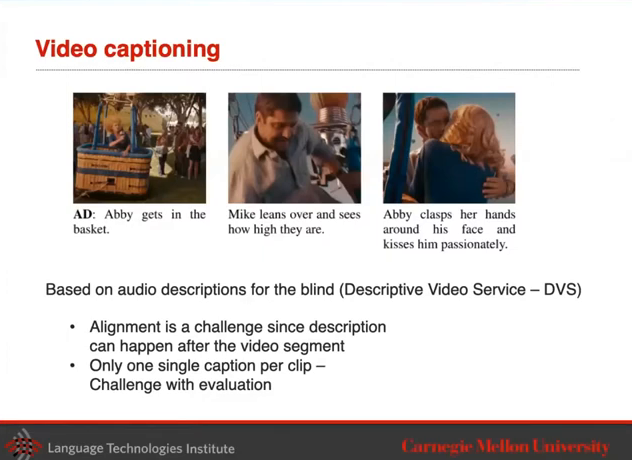 Video captioning
AD: Abby gets in the
basket.
Mike leans over and sees
how high they are.
Abby clasps her hands
around his face and
kisses him passionately.
Based on audio descriptions for the blind (Descriptive Video Service – DVS)
• Alignment is a challenge since description
can happen after the video segment
• Only one single caption per clip –
Challenge with evaluation
Language Technologies Institute
Carnegie Mellon University